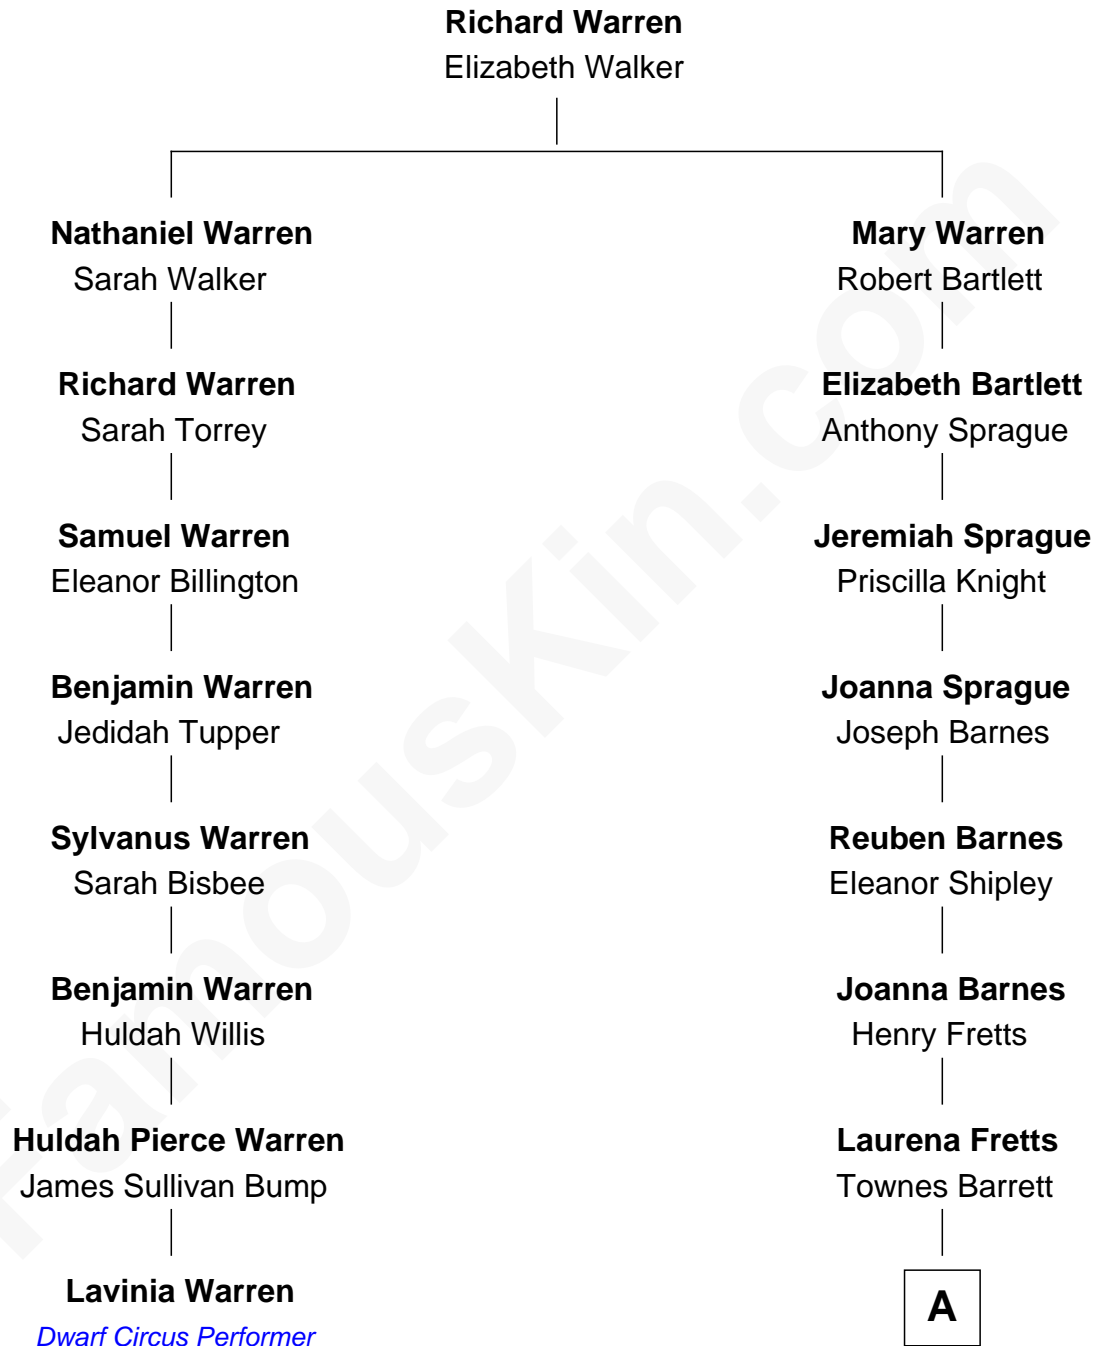 Richard Warren
Elizabeth Walker
Nathaniel Warren
Sarah Walker
Mary Warren
Robert Bartlett
Richard Warren
Sarah Torrey
Elizabeth Bartlett
Anthony Sprague
Samuel Warren
Eleanor Billington
Jeremiah Sprague
Priscilla Knight
Benjamin Warren
Jedidah Tupper
Joanna Sprague
Joseph Barnes
Sylvanus Warren
Sarah Bisbee
Reuben Barnes
Eleanor Shipley
Benjamin Warren
Huldah Willis
Joanna Barnes
Henry Fretts
Huldah Pierce Warren
James Sullivan Bump
Laurena Fretts
Townes Barrett
Lavinia Warren
Dwarf Circus Performer
A
FamousKin.com